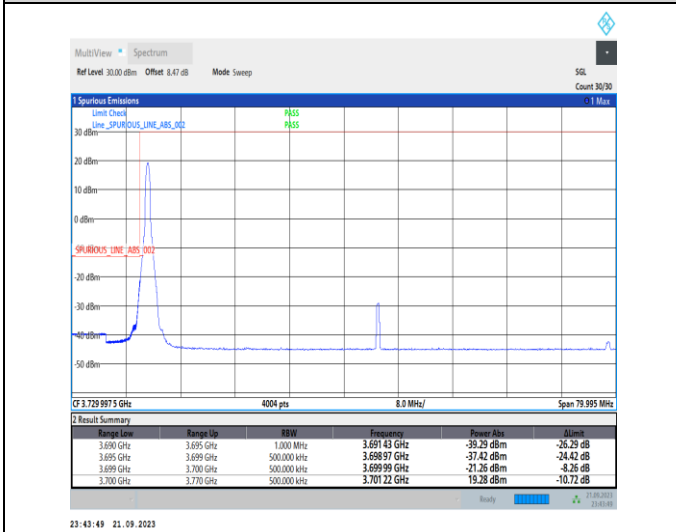 MultiView Spectrum
Ref Level 30.00 dBm Offset 8.47 dB Mode Sweep SGL
Count 30/30
1 Spurious Emissions 1 Max
Limit Check PASS
Line _SPURIOUS_LINE_ABS_002 PASS
30 dBm
20 dBm
10 dBm
0 dBm
_SPURIOUS_LINE_ABS_002
-20 dBm
-30 dBm
-40 dBm
-50 dBm
CF 3.729 997 5 GHz 4004 pts 8.0 MHz/ Span 79.995 MHz
2 Result Summary
Range Low Range Up RBW Frequency Power Abs ΔLimit
3.690 GHz 3.695 GHz 1.000 MHz 3.691 43 GHz -39.29 dBm -26.29 dB
3.695 GHz 3.699 GHz 500.000 kHz 3.698 97 GHz -37.42 dBm -24.42 dB
3.699 GHz 3.700 GHz 500.000 kHz 3.699 99 GHz -21.26 dBm -8.26 dB
3.700 GHz 3.770 GHz 500.000 kHz 3.701 22 GHz 19.28 dBm -10.72 dB
Ready 21.09.2023
23:43:49
23:43:49 21.09.2023